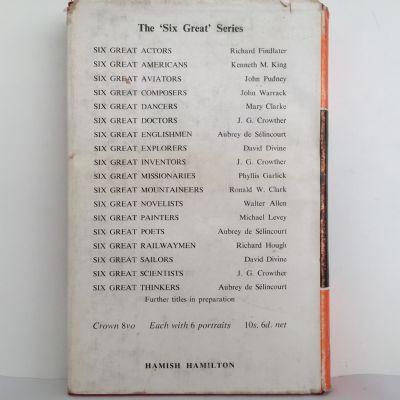 The 'Six Great' Series
SIX GREAT ACTORS Richard Findlater
SIX GREAT AMERICANS Kenneth M. King
SIX GREAT AVIATORS John Pudney
SIX GREAT COMPOSERS John Warrack
SIX GREAT DANCERS Mary Clarke
SIX GREAT DOCTORS J. G. Crowther
SIX GREAT ENGLISHMEN Aubrey de Sélincourt
SIX GREAT EXPLORERS David Divine
SIX GREAT INVENTORS J. G. Crowther
SIX GREAT MISSIONARIES Phyllis Garlick
SIX GREAT MOUNTAINEERS Ronald W. Clark
SIX GREAT NOVELISTS Walter Allen
SIX GREAT PAINTERS Michael Levey
SIX GREAT POETS Aubrey de Sélincourt
SIX GREAT RAILWAYMEN Richard Hough
SIX GREAT SAILORS David Divine
SIX GREAT SCIENTISTS J. G. Crowther
SIX GREAT THINKERS Aubrey de Sélincourt
Further titles in preparation
Crown 8vo Each with 6 portraits 10s. 6d. net
HAMISH HAMILTON